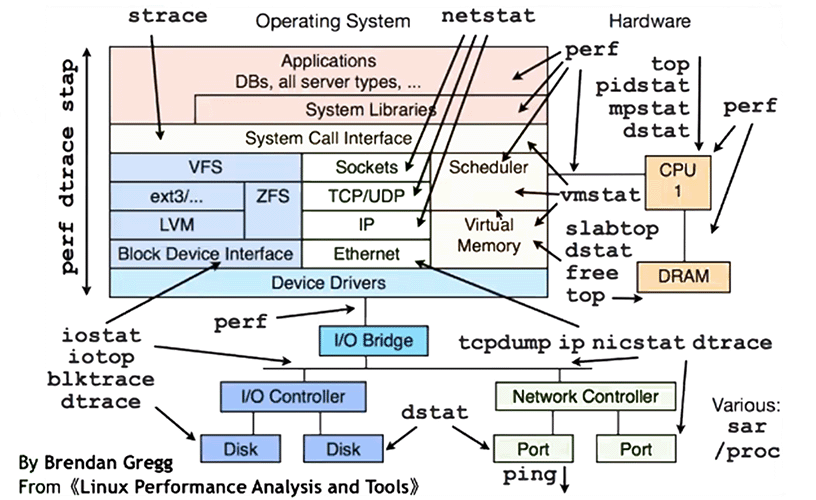 strace
Operating System
netstat
Hardware
perf dtrace stap
Applications
DBs, all server types, ...
System Libraries
System Call Interface
VFS
Sockets
Scheduler
ext3/...
ZFS
TCP/UDP
LVM
IP
Virtual
Memory
Block Device Interface
Ethernet
Device Drivers
perf
top
pidstat
mpstat
dstat
perf
CPU
1
vmstat
slabtop
dstat
free
top
DRAM
perf
I/O Bridge
iostat
iotop
blktrace
dtrace
tcpdump ip nicstat dtrace
I/O Controller
Network Controller
dstat
Disk
Disk
Port
Port
ping
Various:
sar
/proc
By Brendan Gregg
From《Linux Performance Analysis and Tools》